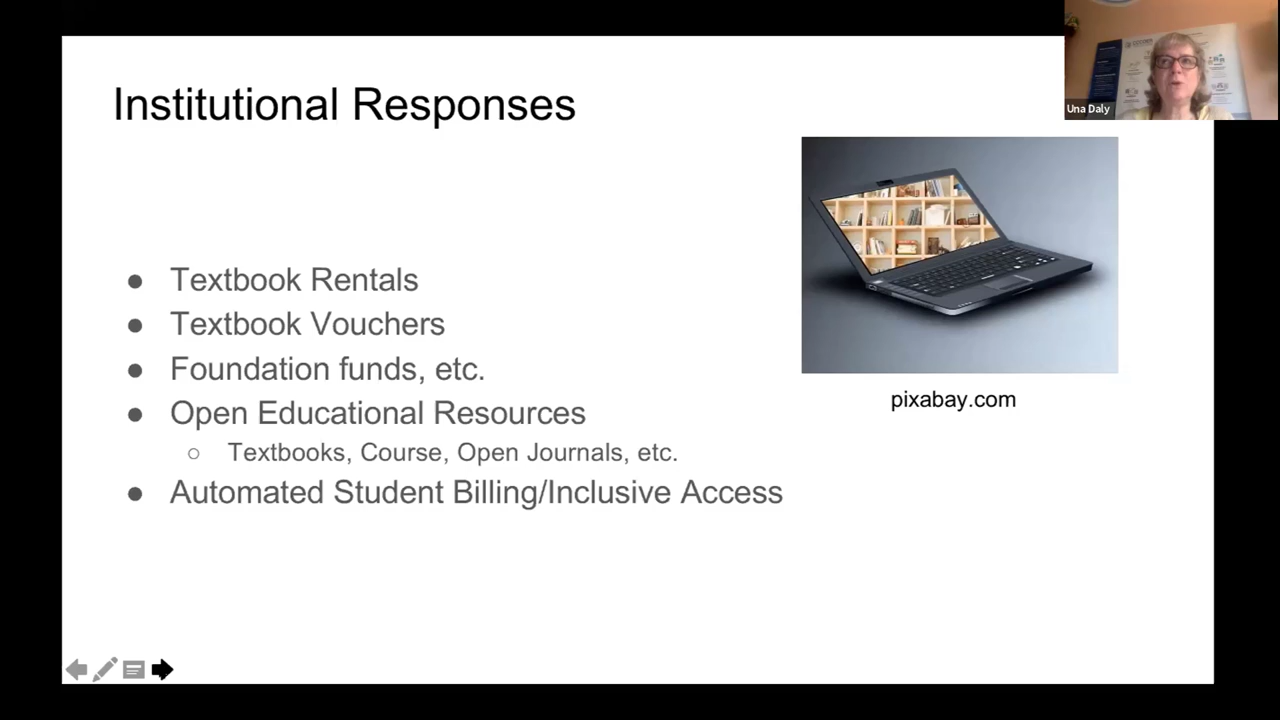 Institutional Responses
Una Daly
● Textbook Rentals
● Textbook Vouchers
● Foundation funds, etc.
● Open Educational Resources
○ Textbooks, Course, Open Journals, etc.
● Automated Student Billing/Inclusive Access
pixabay.com